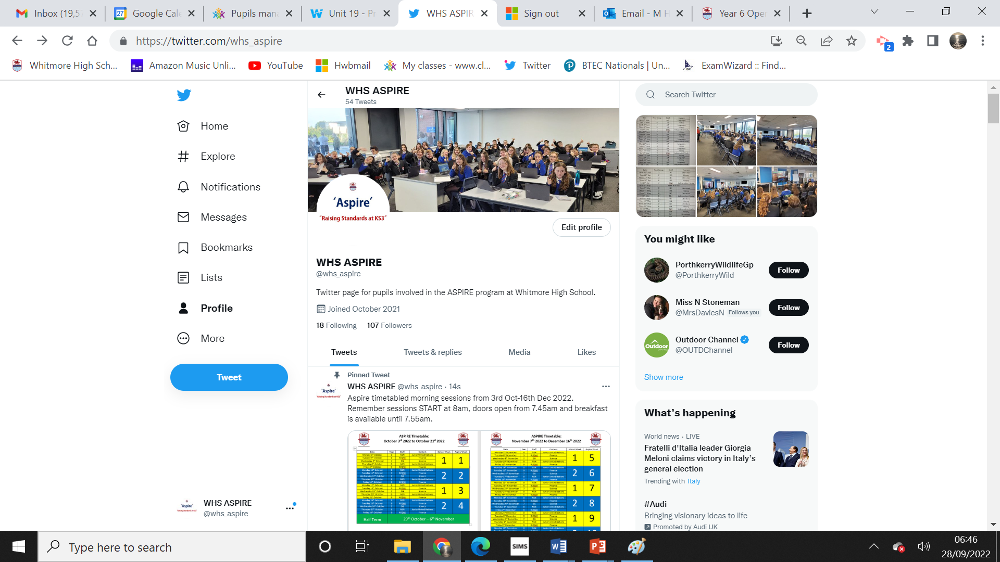 Inbox (19,57
Google Cale
Pupils mana
Unit 19 - Pr
WHS ASPIR
Sign out
Email - M H
Year 6 Oper
https://twitter.com/whs_aspire
2
Whitmore High Sch...
Amazon Music Unli...
YouTube
Hwbmail
My classes - www.cl...
Twitter
BTEC Nationals | Un...
ExamWizard :: Find...
Home
Explore
Notifications
Messages
Bookmarks
Lists
Profile
More
Tweet
WHS ASPIRE
@whs_aspire
WHS ASPIRE
54 Tweets
'Aspire'
"Raising Standards at KS3"
Edit profile
WHS ASPIRE
@whs_aspire
Twitter page for pupils involved in the ASPIRE program at Whitmore High School.
Joined October 2021
18 Following 107 Followers
Tweets
Tweets & replies
Media
Likes
Pinned Tweet
WHS ASPIRE @whs_aspire · 14s
Aspire timetabled morning sessions from 3rd Oct-16th Dec 2022.
Remember sessions START at 8am, doors open from 7.45am and breakfast
is available until 7.55am.
ASPIRE Timetable:
October 3rd 2022 to October 21st 2022
1 1
2 2
1 3
2 4
Half Term 29th October – 6th November
ASPIRE Timetable:
November 7th 2022 to December 16th 2022
1 5
2 6
1 7
2 8
1 9
Search Twitter
You might like
PorthkerryWildlifeGp
@PorthkerryWild
Follow
Miss N Stoneman
@MrsDaviesN Follows you
Follow
Outdoor
Outdoor Channel
@OUTDChannel
Follow
Show more
What's happening
World news · LIVE
Fratelli d'Italia leader Giorgia
Meloni claims victory in Italy's
general election
Trending with Italy
#Audi
Bringing visionary ideas to life
Promoted by Audi UK
Type here to search
SIMS
06:46
28/09/2022